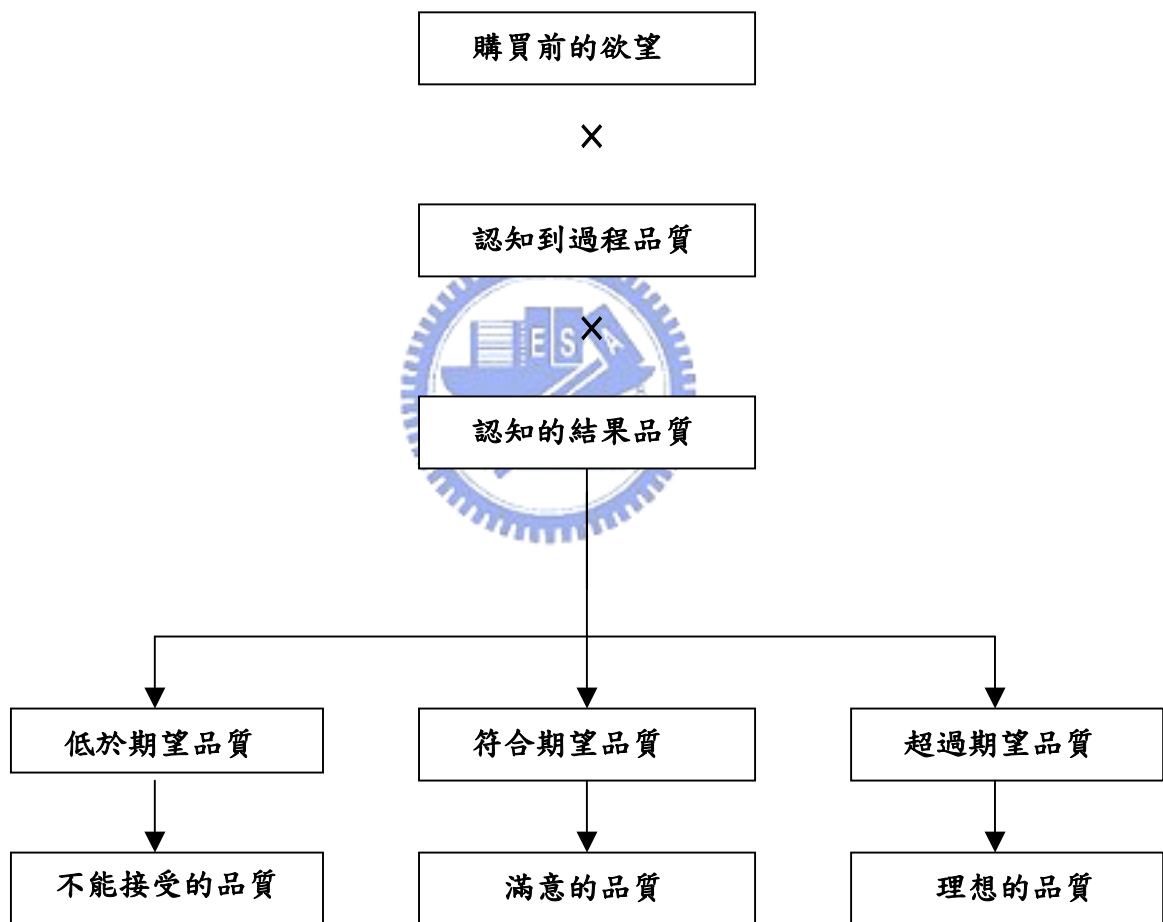 購買前的欲望
×
認知到過程品質
×
ESA
認知的結果品質
低於期望品質
符合期望品質
超過期望品質
不能接受的品質
滿意的品質
理想的品質